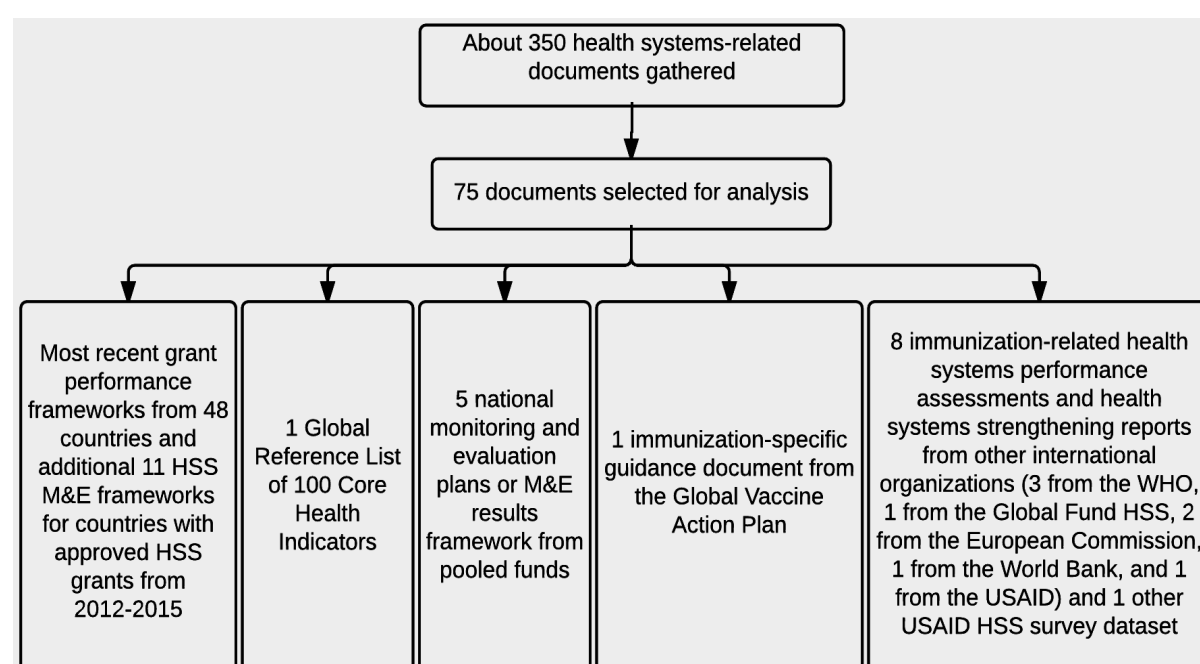 About 350 health systems-related
documents gathered
75 documents selected for analysis
Most recent grant
performance
frameworks from 48
countries and
additional 11 HSS
M&E frameworks
for countries with
approved HSS
grants from
2012-2015
1 Global
Reference List
of 100 Core
Health
Indicators
5 national
monitoring and
evaluation
plans or M&E
results
framework from
pooled funds
1 immunization-specific
guidance document from
the Global Vaccine
Action Plan
8 immunization-related health
systems performance
assessments and health
systems strengthening reports
from other international
organizations (3 from the WHO,
1 from the Global Fund HSS, 2
from the European Commission,
1 from the World Bank, and 1
from the USAID) and 1 other
USAID HSS survey dataset